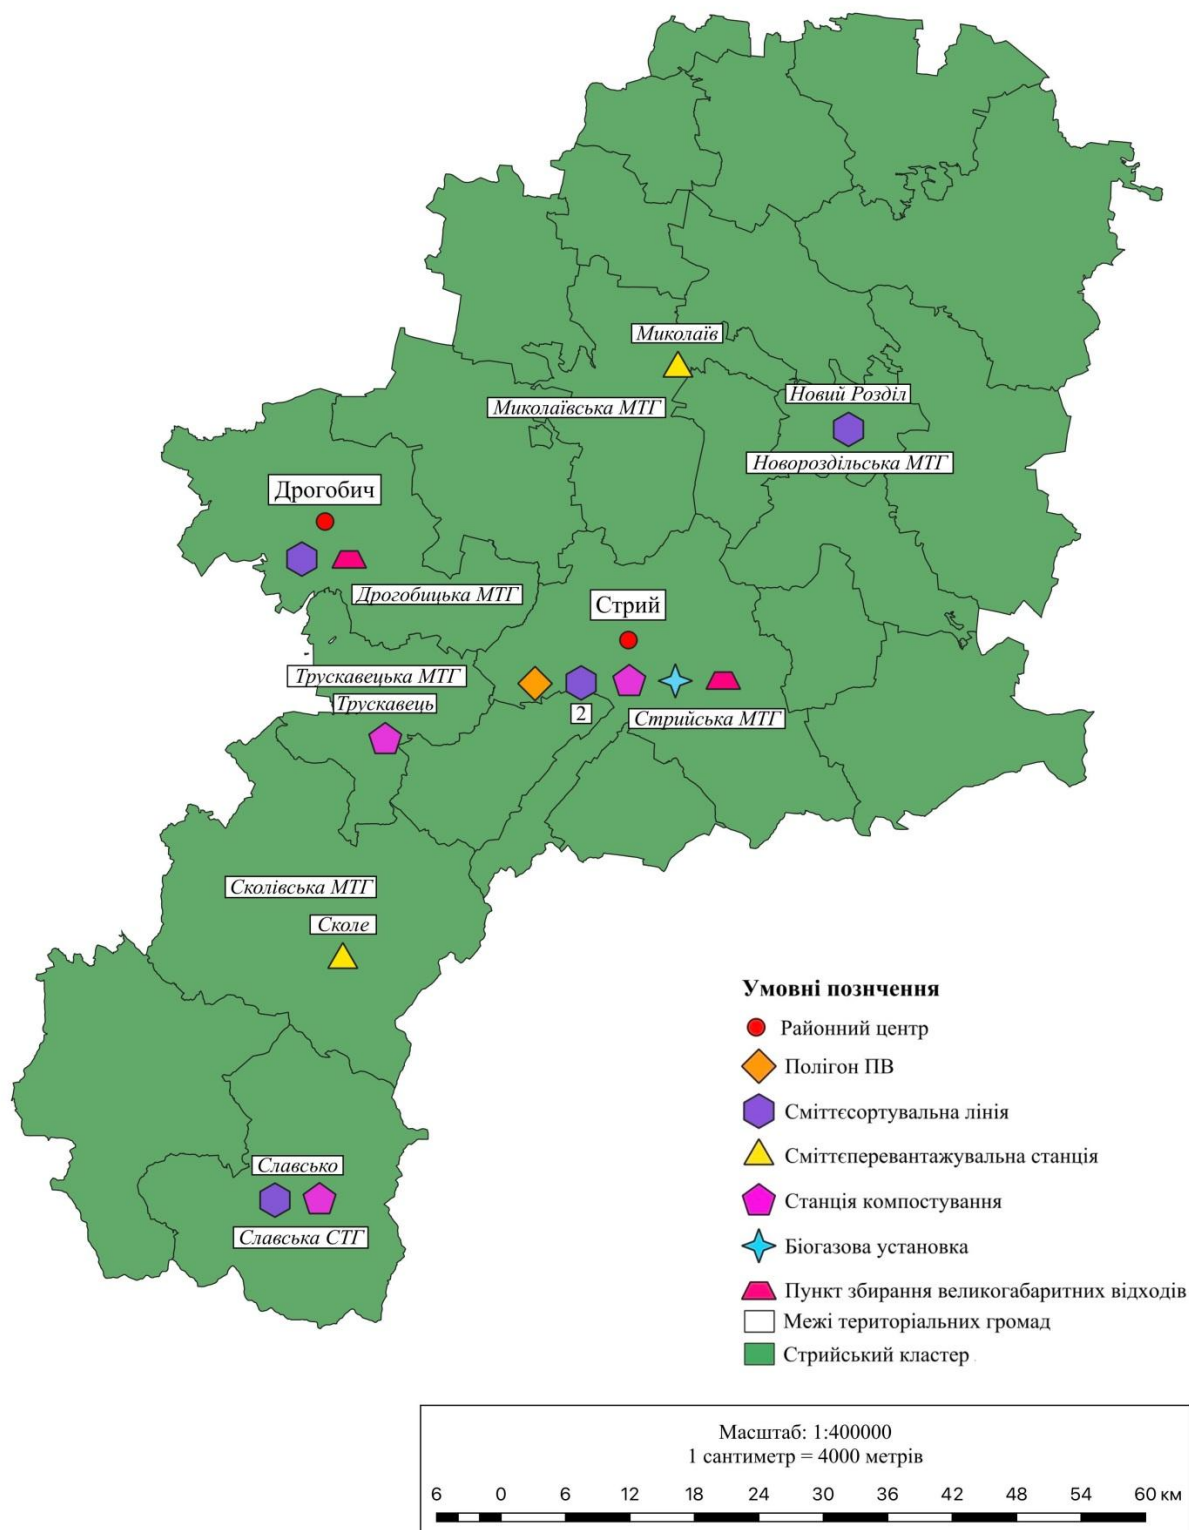 Миколаїв
Миколаївська МТГ
Новий Розділ
Новороздільська МТГ
Дрогобич
Дрогобицька МТГ
Стрий
2
Стрийська МТГ
Трускавецька МТГ
Трускавець
Сколівська МТГ
Сколе
Славсько
Славська СТГ
Умовні познчення
Районний центр
Полігон ПВ
Сміттєсортувальна лінія
Сміттєперевантажувальна станція
Станція компостування
Біогазова установка
Пункт збирання великогабаритних відходів
Межі територіальних громад
Стрийський кластер
Масштаб: 1:400000
1 сантиметр = 4000 метрів
6 0 6 12 18 24 30 36 42 48 54 60 км